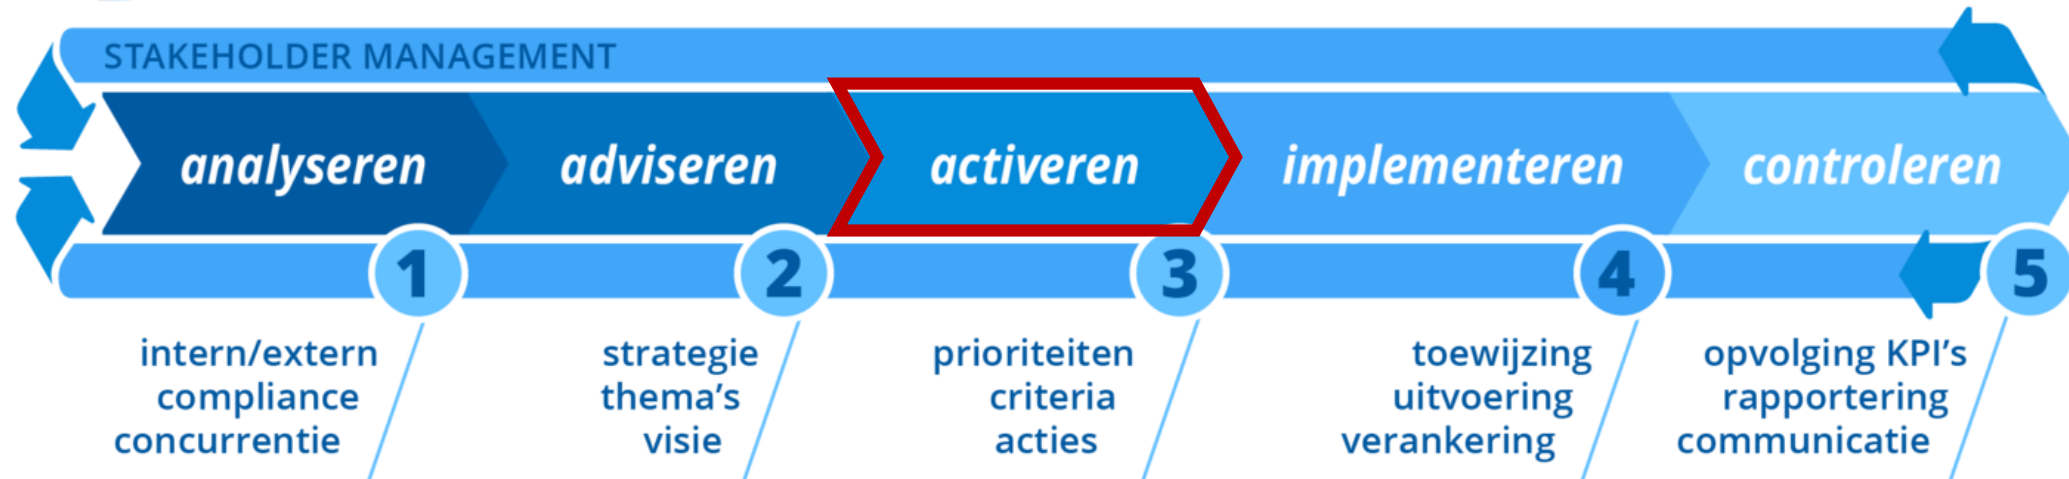 STAKEHOLDER MANAGEMENT
analyseren
adviseren
activeren
implementeren
controleren
1
2
3
4
5
intern/extern
compliance
concurrentie
strategie
thema’s
visie
prioriteiten
criteria
acties
toewijzing
uitvoering
verankering
opvolging KPI’s
rapportering
communicatie